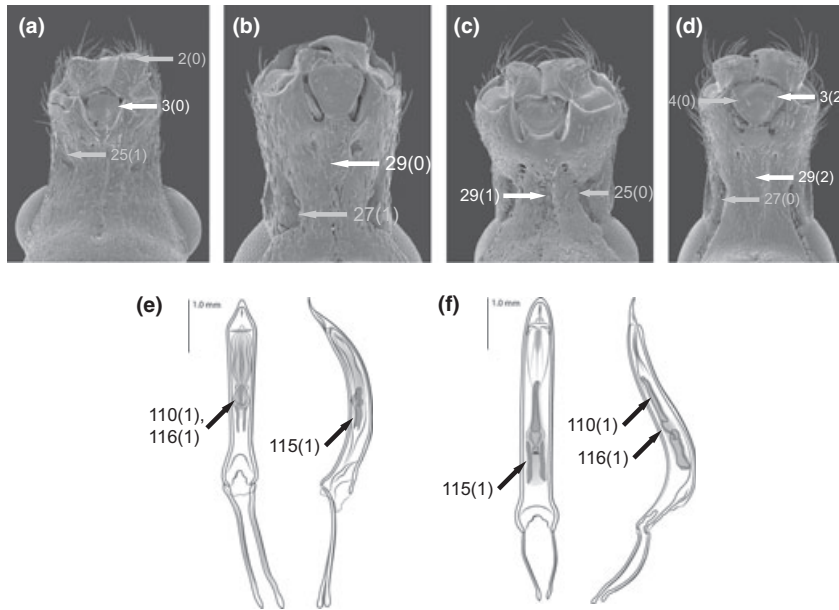 (a)
2(0)
3(0)
25(1)
(b)
29(0)
27(1)
(c)
29(1)
25(0)
(d)
4(0)
3(2
29(2)
27(0)
(e)
1.0 mm
110(1),
116(1)
115(1)
(f)
1.0 mm
110(1)
116(1)
115(1)